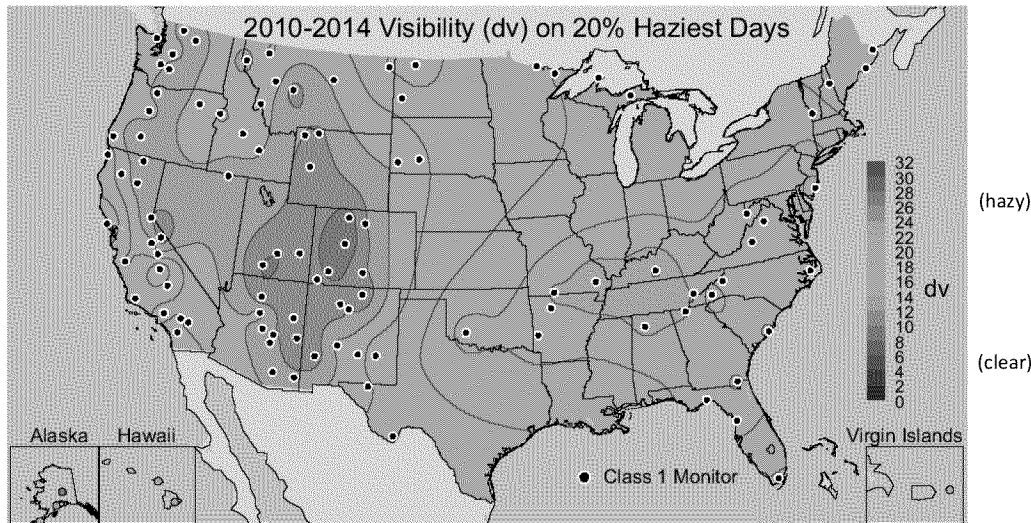 2010-2014 Visibility (dv) on 20% Haziest Days
32
30
28
26
24
22
20
18
16
14
12
10
8
6
4
2
0
(hazy)
dv
(clear)
Alaska
Hawaii
Virgin Islands
Class 1 Monitor